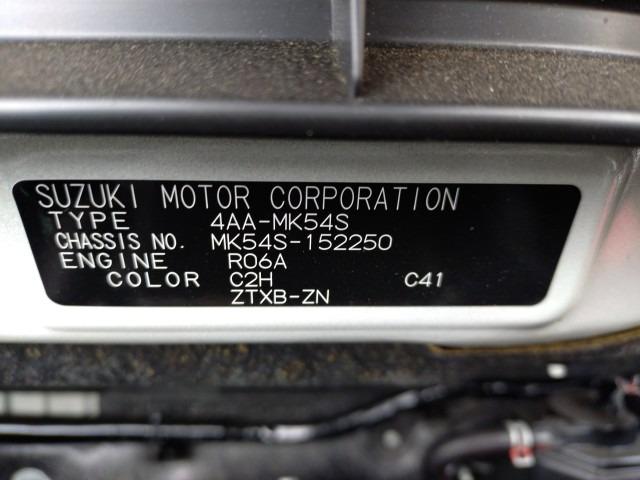 SUZUKI MOTOR CORPORATION
TYPE 4AA-MK54S
CHASSIS NO. MK54S-152250
ENGINE R06A
COLOR C2H C41
ZTXB-ZN